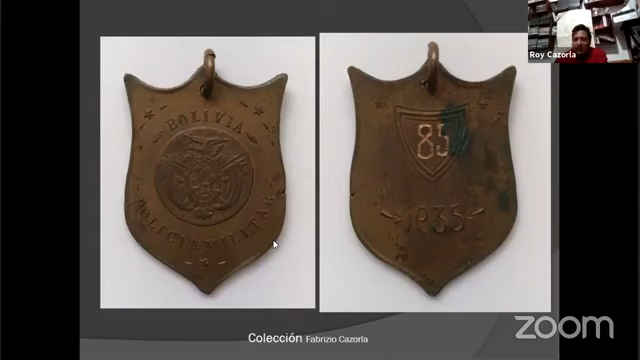 Roy Cazorla
BOLIVIA
POLICIA MILITAR
85
1935
Colección Fabrizio Cazorla
zoom